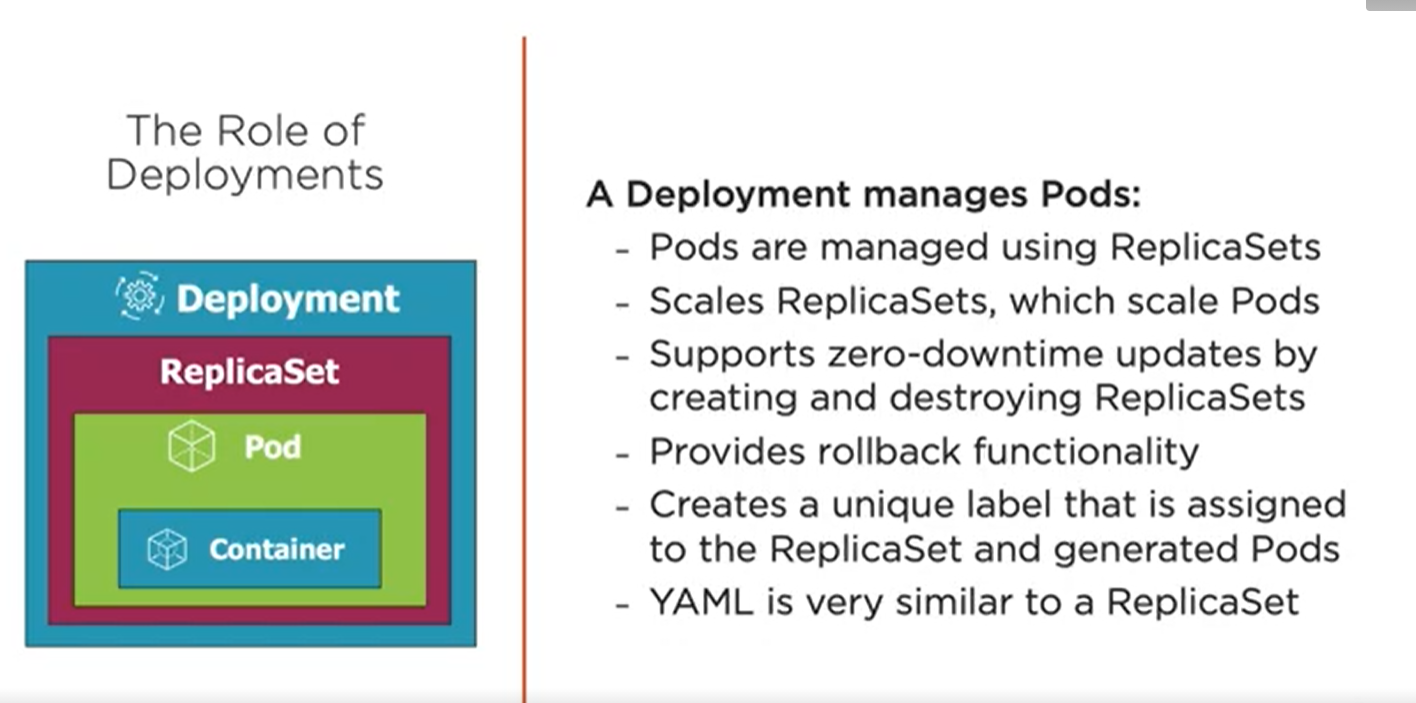 The Role of
Deployments
Deployment
ReplicaSet
Pod
Container
A Deployment manages Pods:
- Pods are managed using ReplicaSets
- Scales ReplicaSets, which scale Pods
- Supports zero-downtime updates by
creating and destroying ReplicaSets
- Provides rollback functionality
- Creates a unique label that is assigned
to the ReplicaSet and generated Pods
- YAML is very similar to a ReplicaSet